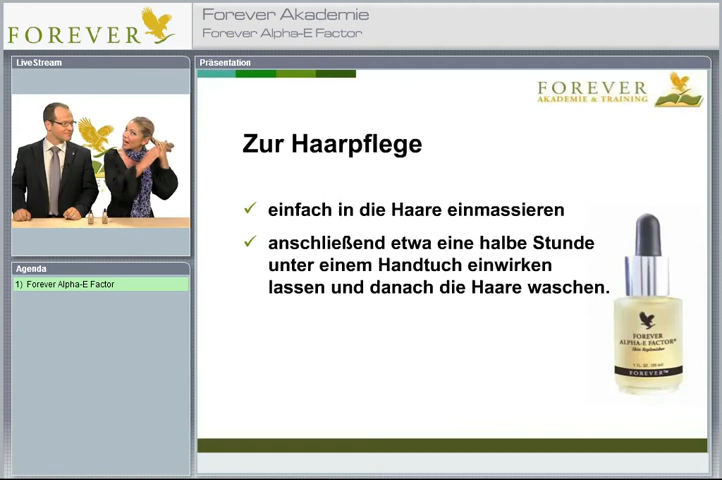 FOREVER
Forever Akademie
Forever Alpha-E Factor
LiveStream
Agenda
1) Forever Alpha-E Factor
Präsentation
FOREVER
AKADEMIE & TRAINING
Zur Haarpflege
einfach in die Haare einmassieren
anschließend etwa eine halbe Stunde
unter einem Handtuch einwirken
lassen und danach die Haare waschen.
FOREVER
ALPHA-E FACTOR®
Skin Replenisher
FOREVER™